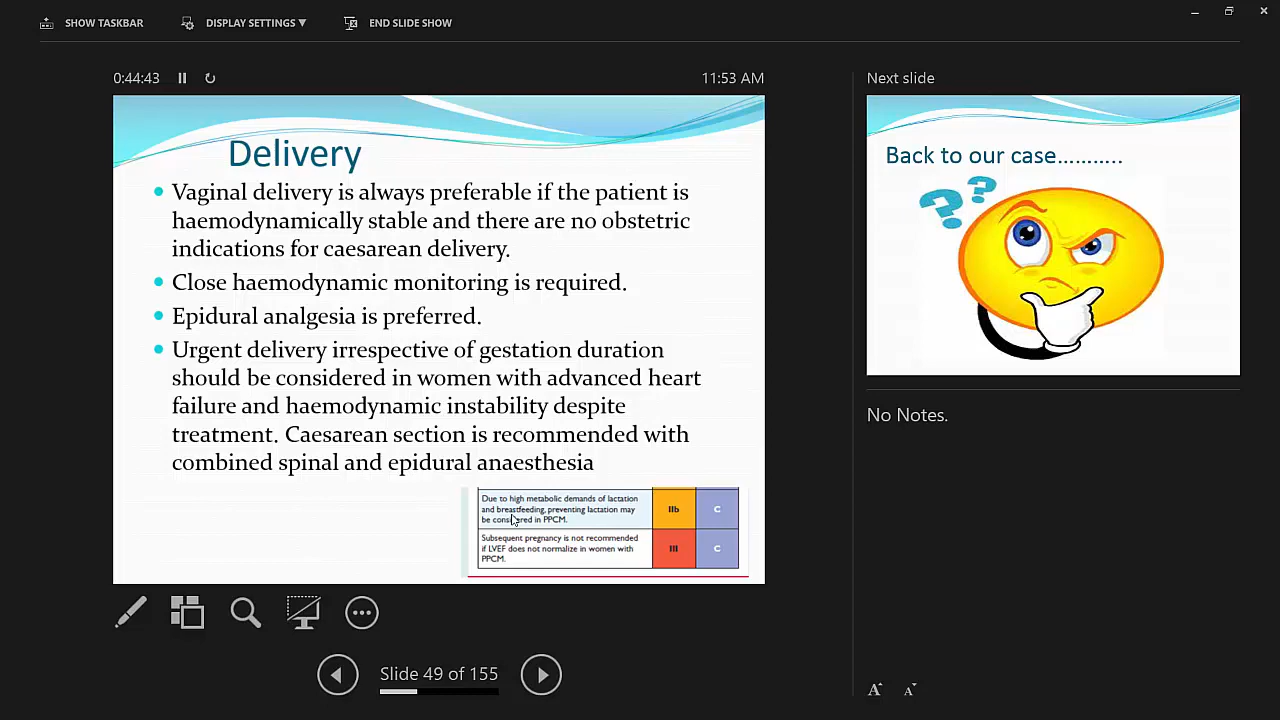 SHOW TASKBAR
DISPLAY SETTINGS ▼
END SLIDE SHOW
0:44:43
11:53 AM
Delivery
• Vaginal delivery is always preferable if the patient is
haemodynamically stable and there are no obstetric
indications for caesarean delivery.
• Close haemodynamic monitoring is required.
• Epidural analgesia is preferred.
• Urgent delivery irrespective of gestation duration
should be considered in women with advanced heart
failure and haemodynamic instability despite
treatment. Caesarean section is recommended with
combined spinal and epidural anaesthesia
Due to high metabolic demands of lactation
and breastfeeding, preventing lactation may
be considered in PPCM.
IIb
C
Subsequent pregnancy is not recommended
if LVEF does not normalize in women with
PPCM.
III
C
Slide 49 of 155
Next slide
Back to our case...........
??
No Notes.
A A